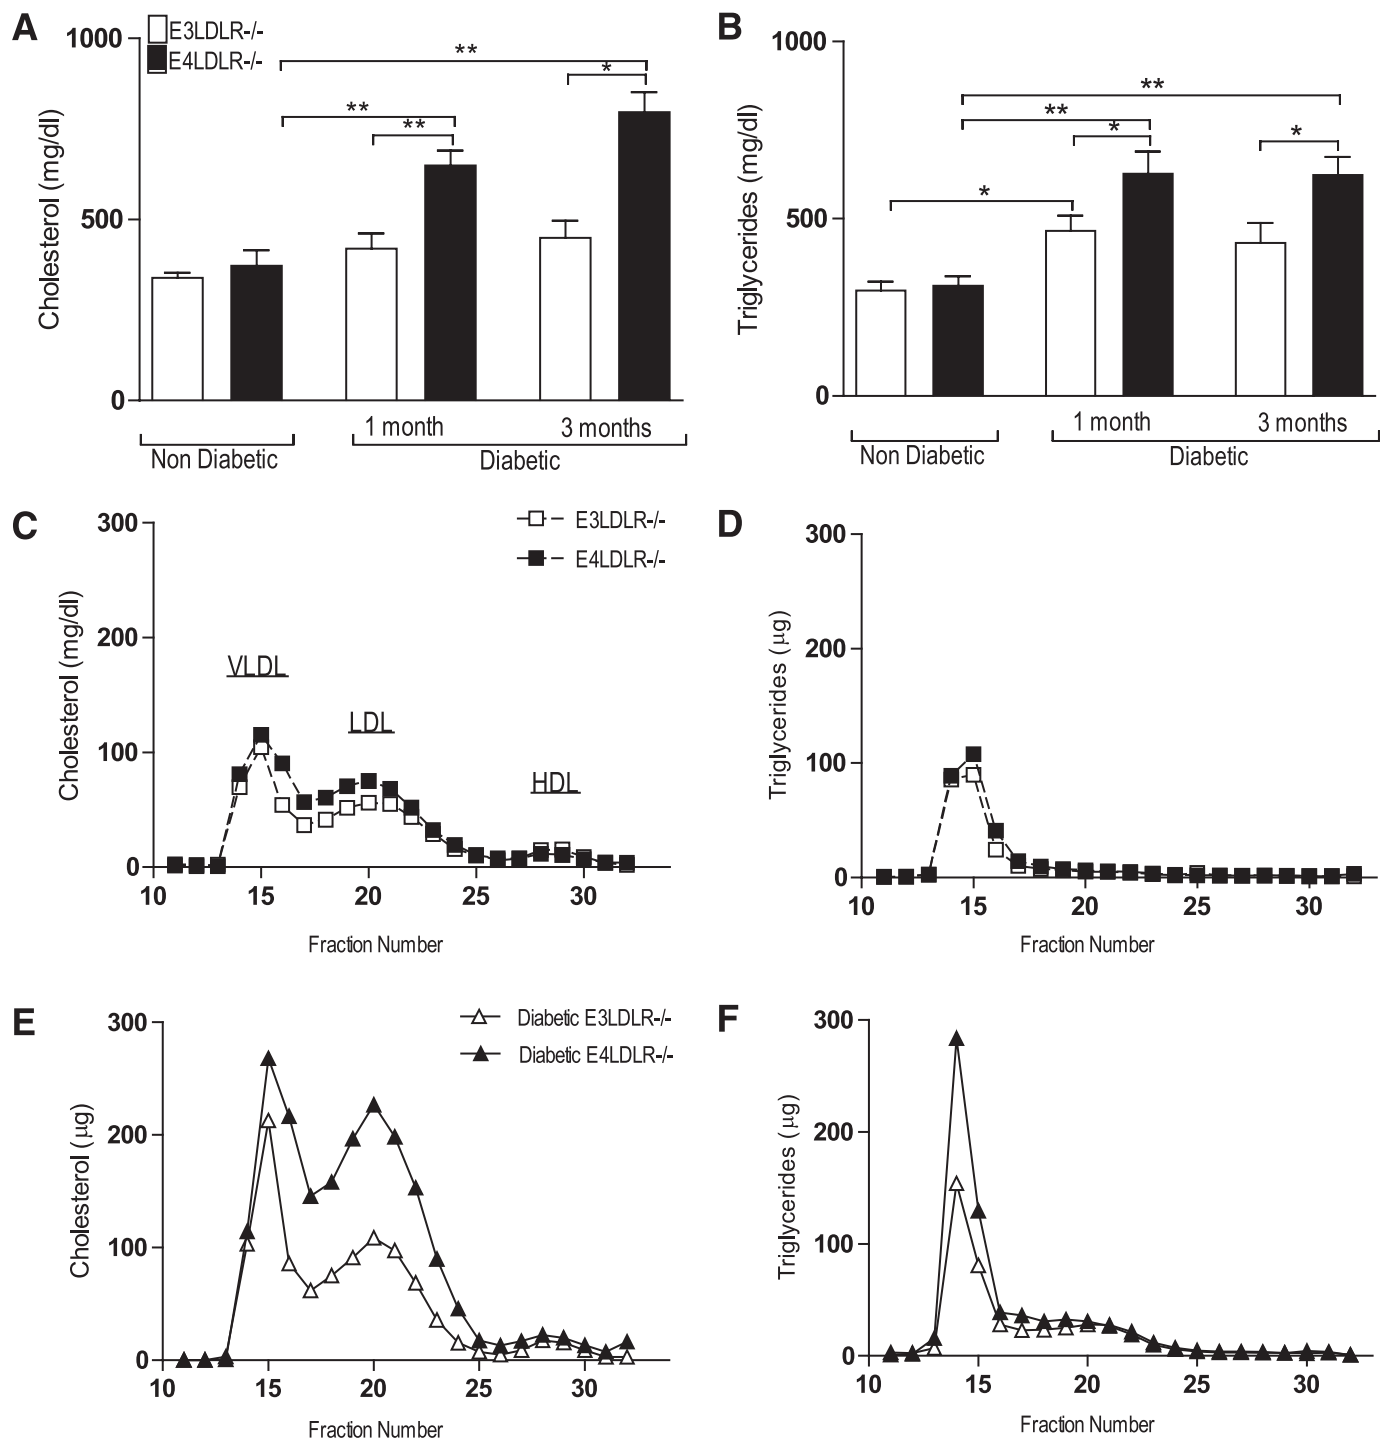 A
E3LDLR-/-
E4LDLR-/-
Cholesterol (mg/dl)
1000
500
0
**
*
**
**
1 month
3 months
Non Diabetic
Diabetic
B
Triglycerides (mg/dl)
1000
500
0
**
**
*
*
*
1 month
3 months
Non Diabetic
Diabetic
C
E3LDLR-/-
E4LDLR-/-
Cholesterol (mg/dl)
300
200
100
0
VLDL
LDL
HDL
10 15 20 25 30
Fraction Number
D
Triglycerides (µg)
300
200
100
0
10 15 20 25 30
Fraction Number
E
Diabetic E3LDLR-/-
Diabetic E4LDLR-/-
Cholesterol (µg)
300
200
100
0
10 15 20 25 30
Fraction Number
F
Triglycerides (µg)
300
200
100
0
10 15 20 25 30
Fraction Number